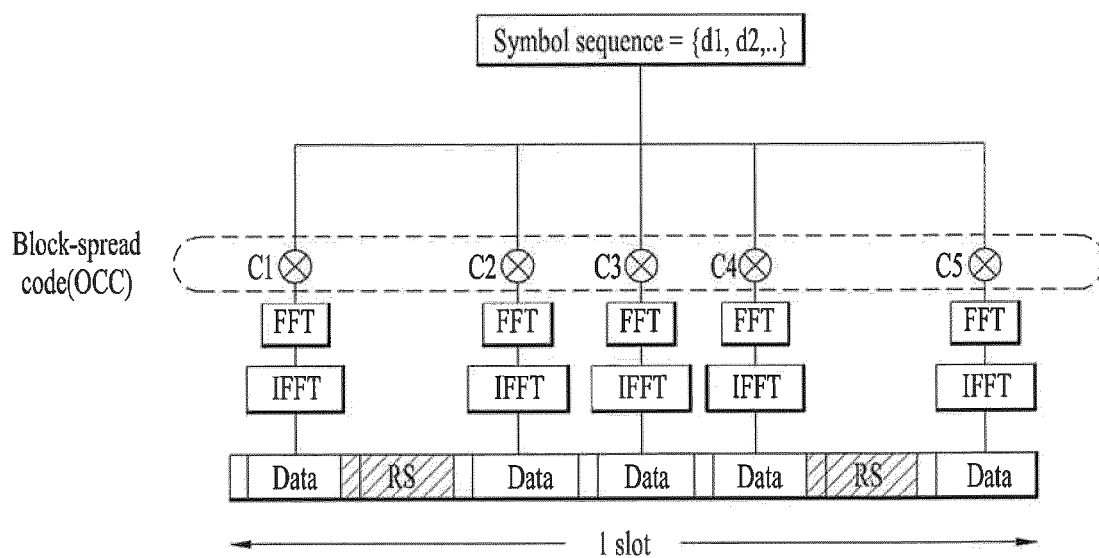 Symbol sequence = {d1, d2,..}
Block-spread
code(OCC)
C1 C2 C3 C4 C5
FFT FFT FFT FFT FFT
IFFT IFFT IFFT IFFT IFFT
Data RS Data Data Data RS Data
1 slot